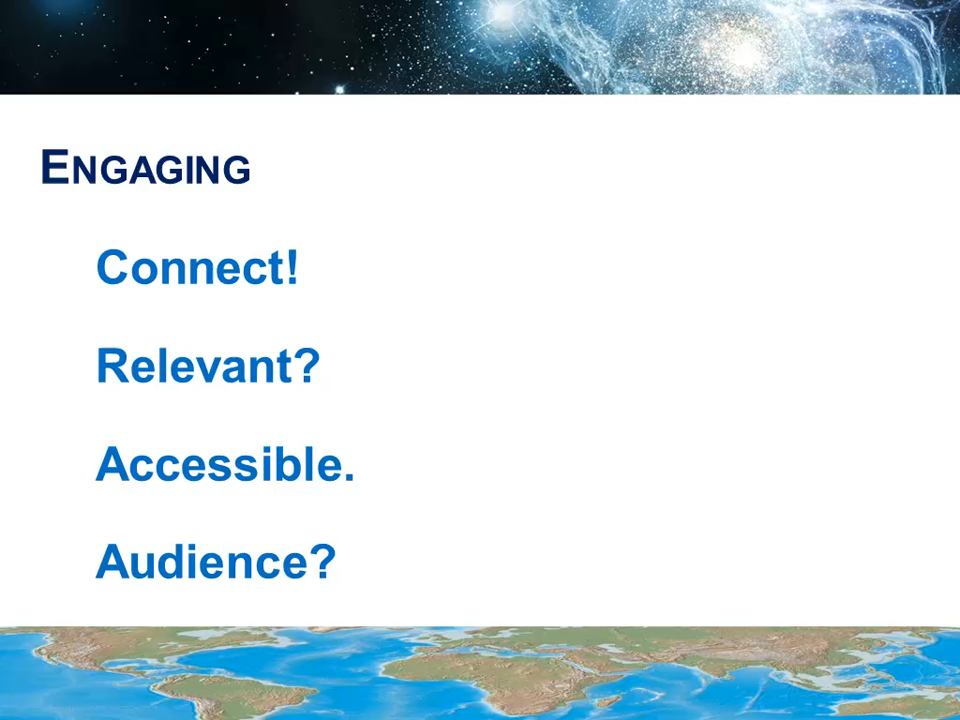 ENGAGING
Connect!
Relevant?
Accessible.
Audience?